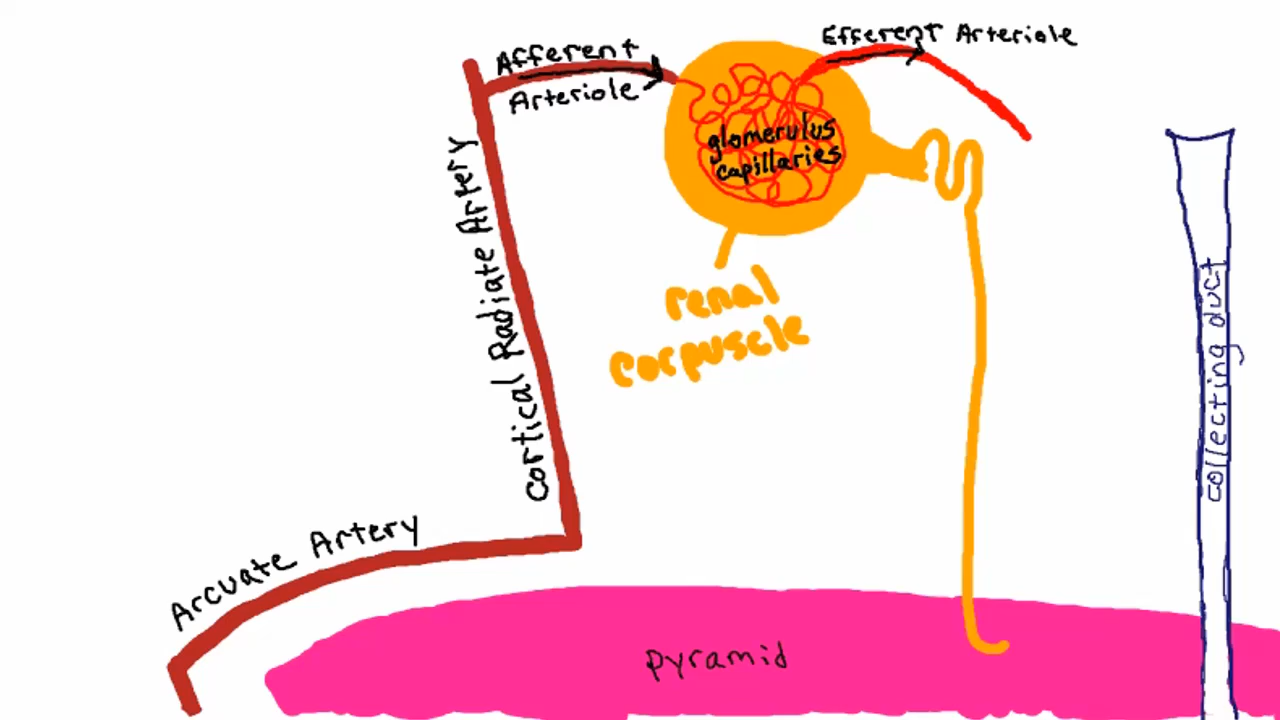 Afferent
Arteriole
Efferent Arteriole
glomerulus
capillaries
Cortical Radiate Artery
renal
corpuscle
collecting duct
Arcuate Artery
pyramid